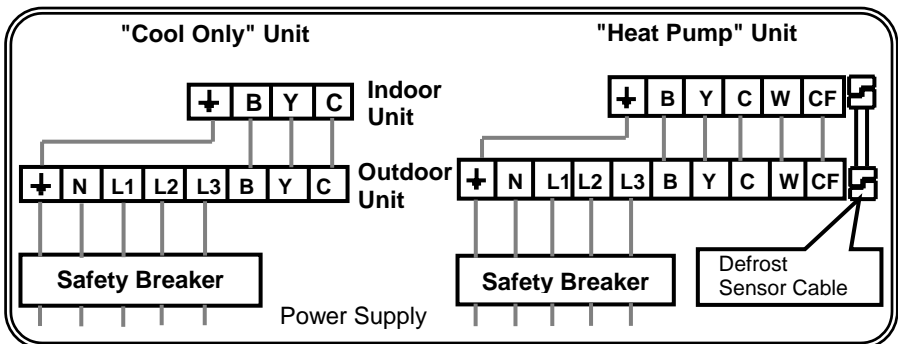 "Cool Only" Unit
"Heat Pump" Unit
B Y C
Indoor
Unit
B Y C W CF
N L1 L2 L3 B Y C
Outdoor
Unit
N L1 L2 L3 B Y C W CF
Safety Breaker
Safety Breaker
Defrost
Sensor Cable
Power Supply